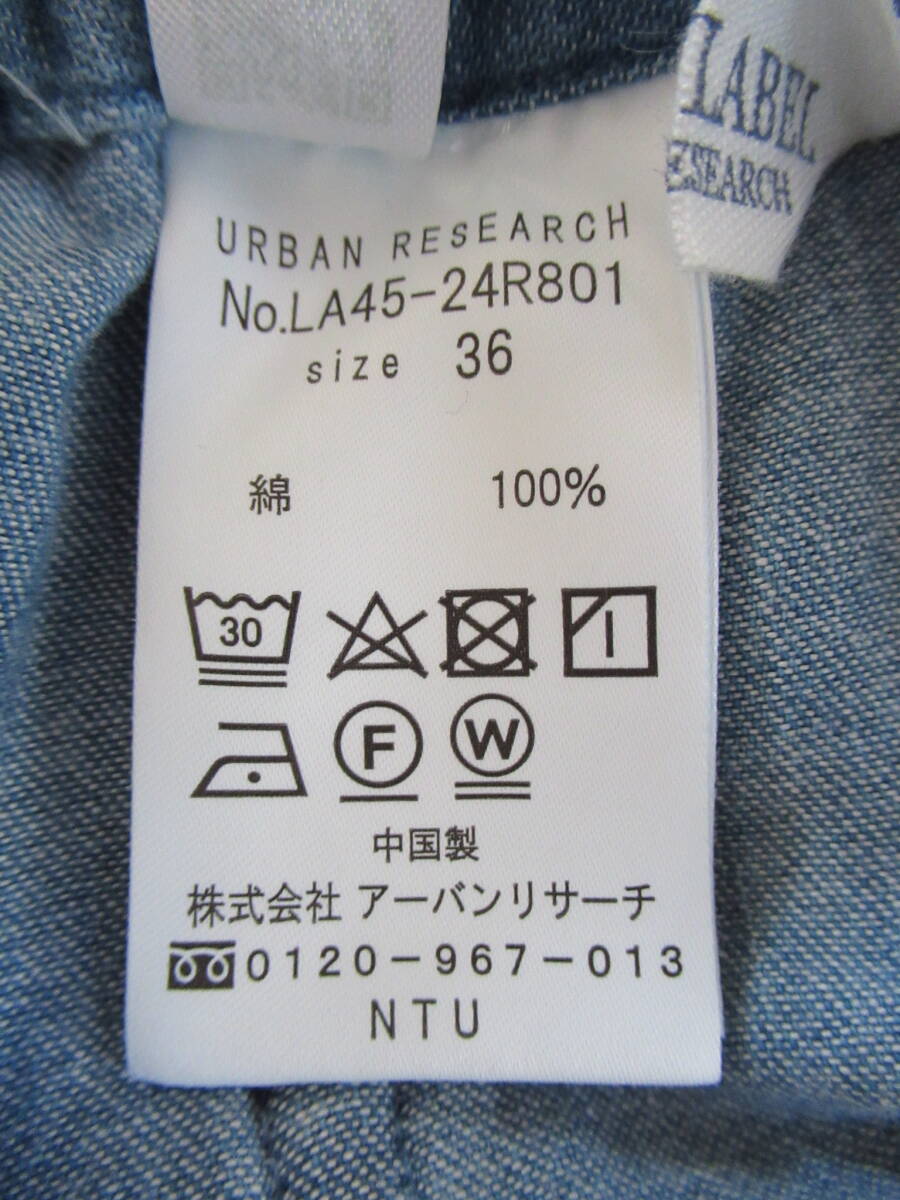 LABEL
RESEARCH
URBAN RESEARCH
No.LA45-24R801
size 36
綿 100%
30
F W
中国製
株式会社 アーバンリサーチ
0120-967-013
NTU